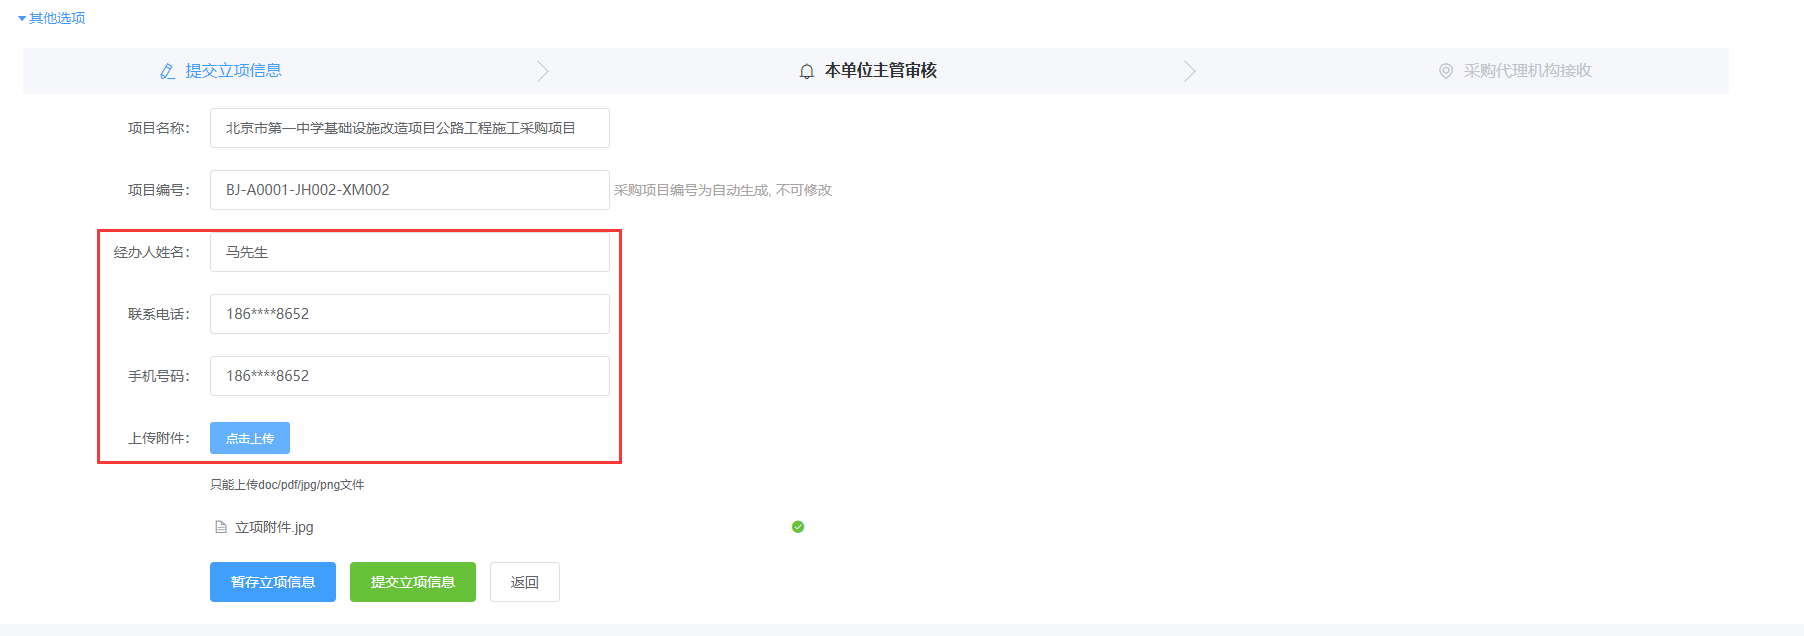 其他选项
提交立项信息 本单位主管审核 采购代理机构接收
项目名称： 北京市第一中学基础设施改造项目公路工程施工采购项目
项目编号： BJ-A0001-JH002-XM002 采购项目编号为自动生成, 不可修改
经办人姓名： 马先生
联系电话： 186****8652
手机号码： 186****8652
上传附件： 点击上传
只能上传doc/pdf/jpg/png文件
立项附件.jpg
暂存立项信息 提交立项信息 返回